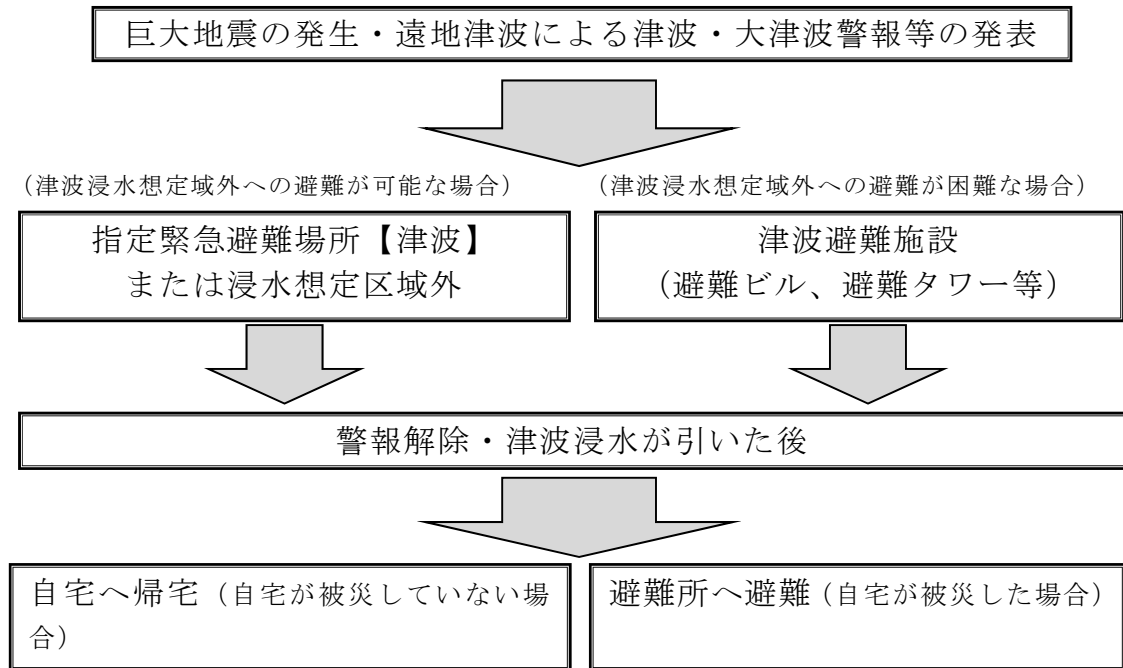 巨大地震の発生・遠地津波による津波・大津波警報等の発表
（津波浸水想定域外への避難が可能な場合）
（津波浸水想定域外への避難が困難な場合）
指定緊急避難場所【津波】
または浸水想定区域外
津波避難施設
（避難ビル、避難タワー等）
警報解除・津波浸水が引いた後
自宅へ帰宅（自宅が被災していない場
合）
避難所へ避難（自宅が被災した場合）